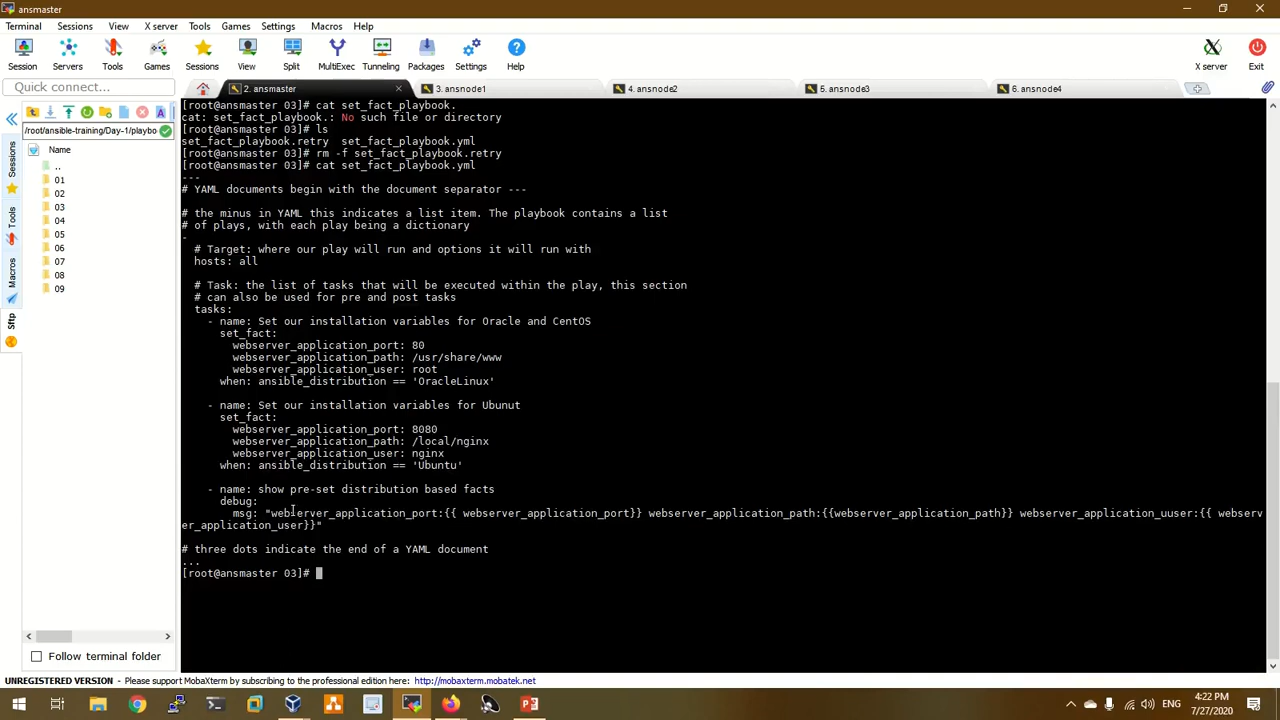 ansmaster
Terminal Sessions View X server Tools Games Settings Macros Help
Session Servers Tools Games Sessions View Split MultiExec Tunneling Packages Settings Help X server Exit
Quick connect...
2. ansmaster
3. ansnode1
4. ansnode2
5. ansnode3
6. ansnode4
/root/ansible-training/Day-1/playbo
Name
..
01
02
03
04
05
06
07
08
09
Sessions
Tools
Macros
Sftp
[root@ansmaster 03]# cat set_fact_playbook.
cat: set_fact_playbook.: No such file or directory
[root@ansmaster 03]# ls
set_fact_playbook.retry  set_fact_playbook.yml
[root@ansmaster 03]# rm -f set_fact_playbook.retry
[root@ansmaster 03]# cat set_fact_playbook.yml
---
# YAML documents begin with the document separator ---
# the minus in YAML this indicates a list item. The playbook contains a list
# of plays, with each play being a dictionary
-
# Target: where our play will run and options it will run with
hosts: all
# Task: the list of tasks that will be executed within the play, this section
# can also be used for pre and post tasks
tasks:
- name: Set our installation variables for Oracle and CentOS
set_fact:
webserver_application_port: 80
webserver_application_path: /usr/share/www
webserver_application_user: root
when: ansible_distribution == 'OracleLinux'
- name: Set our installation variables for Ubunut
set_fact:
webserver_application_port: 8080
webserver_application_path: /local/nginx
webserver_application_user: nginx
when: ansible_distribution == 'Ubuntu'
- name: show pre-set distribution based facts
debug:
msg: "webserver_application_port:{{ webserver_application_port}} webserver_application_path:{{webserver_application_path}} webserver_application_uuser:{{ webserv
er_application_user}}"
# three dots indicate the end of a YAML document
...
[root@ansmaster 03]#
Follow terminal folder
UNREGISTERED VERSION - Please support MobaXterm by subscribing to the professional edition here: http://mobaxterm.mobatek.net
ENG
4:22 PM
7/27/2020